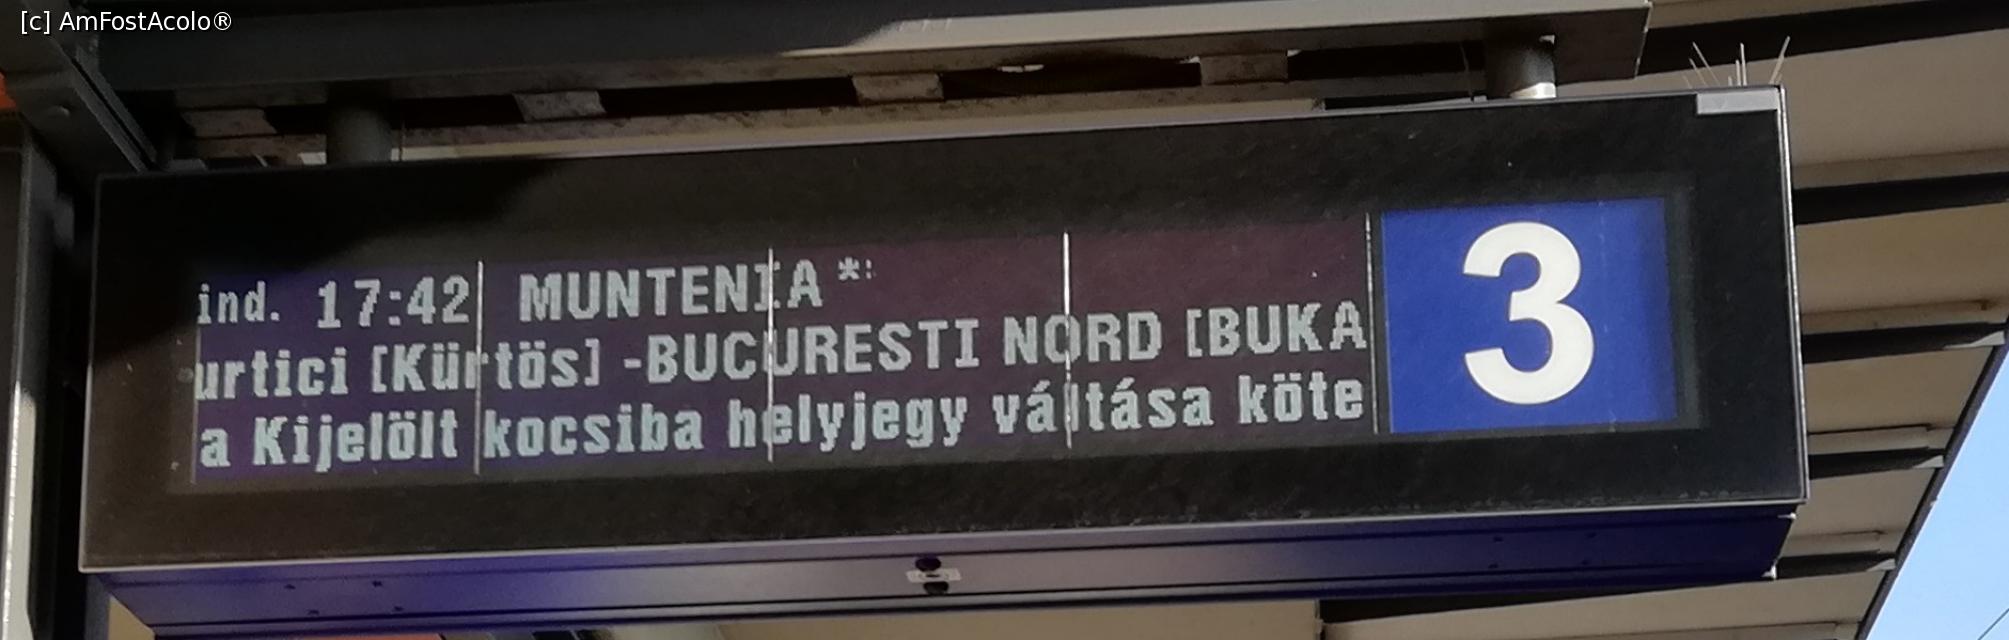 [c] AmFostAcolo®
ind. 17:42 MUNTENIA *:
urtici [Kürtös] -BUCURESTI NORD [BUKA
a Kijelölt kocsiba helyjegy váltása köte
3